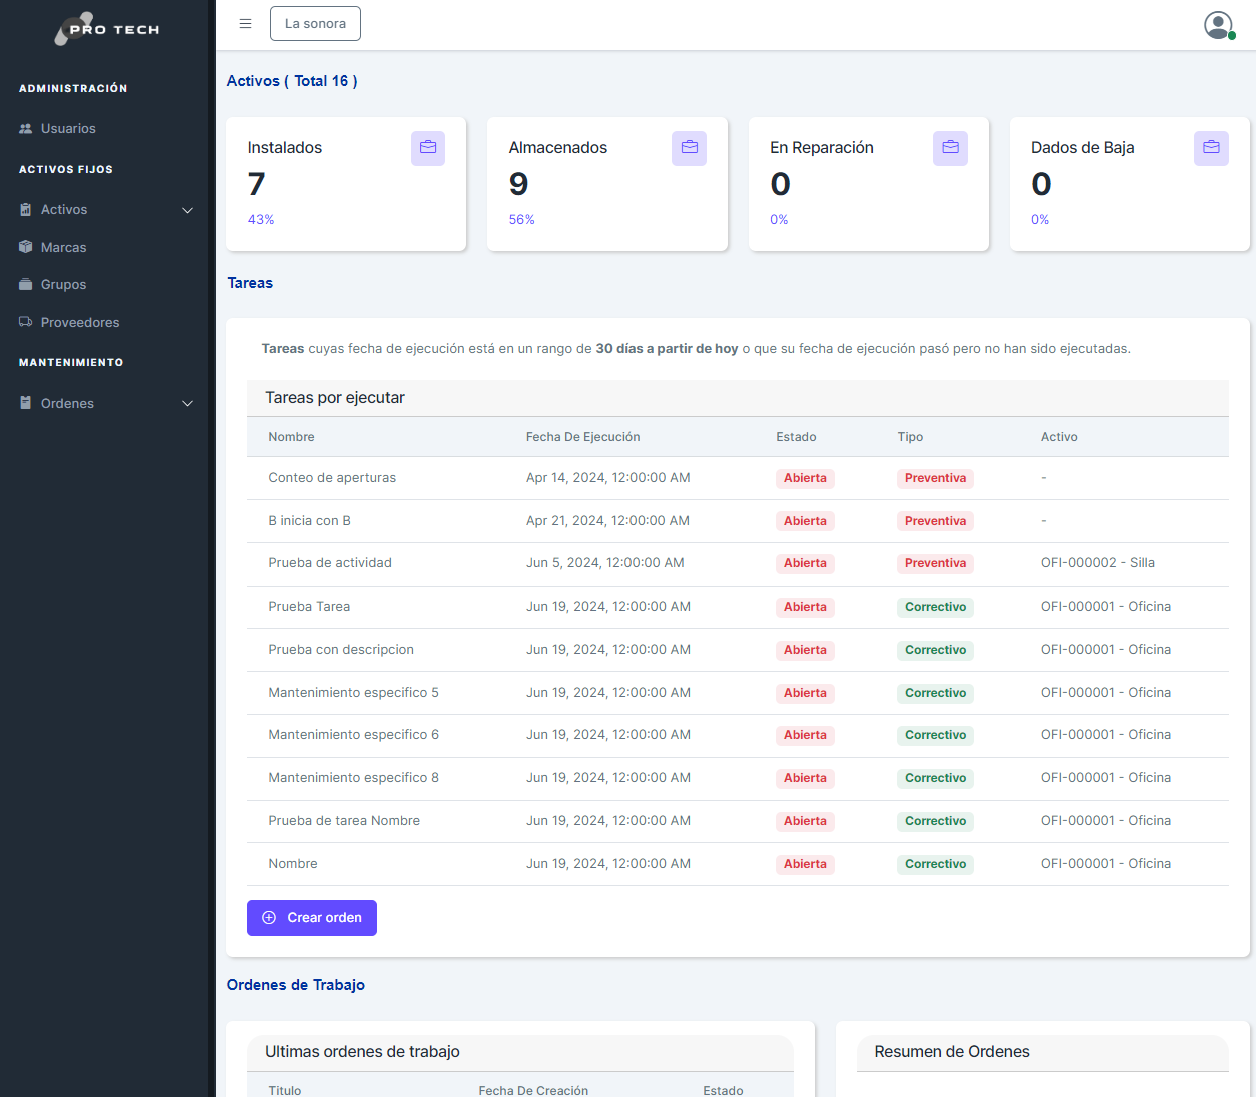 PRO TECH
La sonora
ADMINISTRACIÓN
Usuarios
ACTIVOS FIJOS
Activos
Marcas
Grupos
Proveedores
MANTENIMIENTO
Ordenes
Activos ( Total 16 )
Instalados
7
43%
Almacenados
9
56%
En Reparación
0
0%
Dados de Baja
0
0%
Tareas
Tareas cuyas fecha de ejecución está en un rango de 30 días a partir de hoy o que su fecha de ejecución pasó pero no han sido ejecutadas.
Tareas por ejecutar
Nombre Fecha De Ejecución Estado Tipo Activo
Conteo de aperturas Apr 14, 2024, 12:00:00 AM Abierta Preventiva -
B inicia con B Apr 21, 2024, 12:00:00 AM Abierta Preventiva -
Prueba de actividad Jun 5, 2024, 12:00:00 AM Abierta Preventiva OFI-000002 - Silla
Prueba Tarea Jun 19, 2024, 12:00:00 AM Abierta Correctivo OFI-000001 - Oficina
Prueba con descripcion Jun 19, 2024, 12:00:00 AM Abierta Correctivo OFI-000001 - Oficina
Mantenimiento especifico 5 Jun 19, 2024, 12:00:00 AM Abierta Correctivo OFI-000001 - Oficina
Mantenimiento especifico 6 Jun 19, 2024, 12:00:00 AM Abierta Correctivo OFI-000001 - Oficina
Mantenimiento especifico 8 Jun 19, 2024, 12:00:00 AM Abierta Correctivo OFI-000001 - Oficina
Prueba de tarea Nombre Jun 19, 2024, 12:00:00 AM Abierta Correctivo OFI-000001 - Oficina
Nombre Jun 19, 2024, 12:00:00 AM Abierta Correctivo OFI-000001 - Oficina
Crear orden
Ordenes de Trabajo
Ultimas ordenes de trabajo
Titulo Fecha De Creación Estado
Resumen de Ordenes